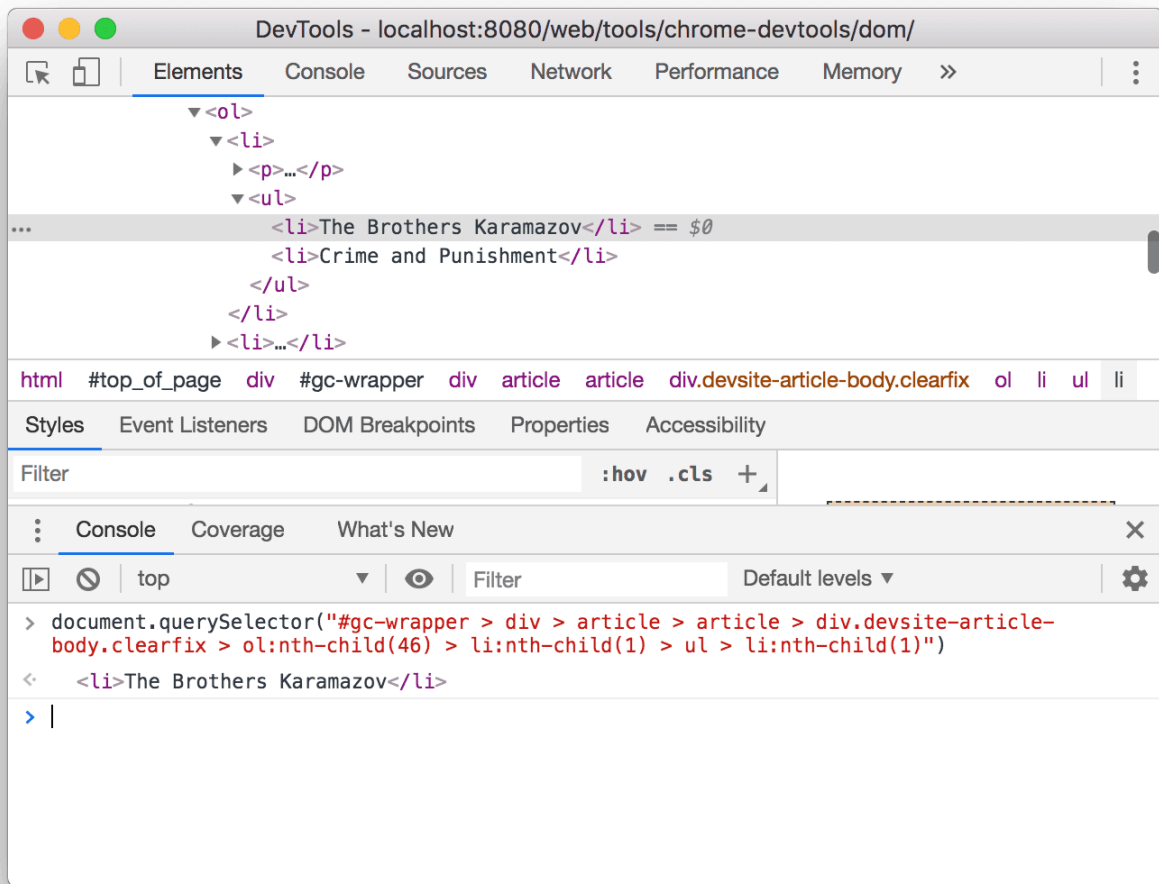 DevTools - localhost:8080/web/tools/chrome-devtools/dom/
Elements Console Sources Network Performance Memory »
▼<ol>
▼<li>
▶<p>…</p>
▼<ul>
… <li>The Brothers Karamazov</li> == $0
<li>Crime and Punishment</li>
</ul>
</li>
▶<li>…</li>
html #top_of_page div #gc-wrapper div article article div.devsite-article-body.clearfix ol li ul li
Styles Event Listeners DOM Breakpoints Properties Accessibility
Filter :hov .cls +
Console Coverage What's New
top ▼ Filter Default levels ▼
> document.querySelector("#gc-wrapper > div > article > article > div.devsite-article-
body.clearfix > ol:nth-child(46) > li:nth-child(1) > ul > li:nth-child(1)")
<li>The Brothers Karamazov</li>
>